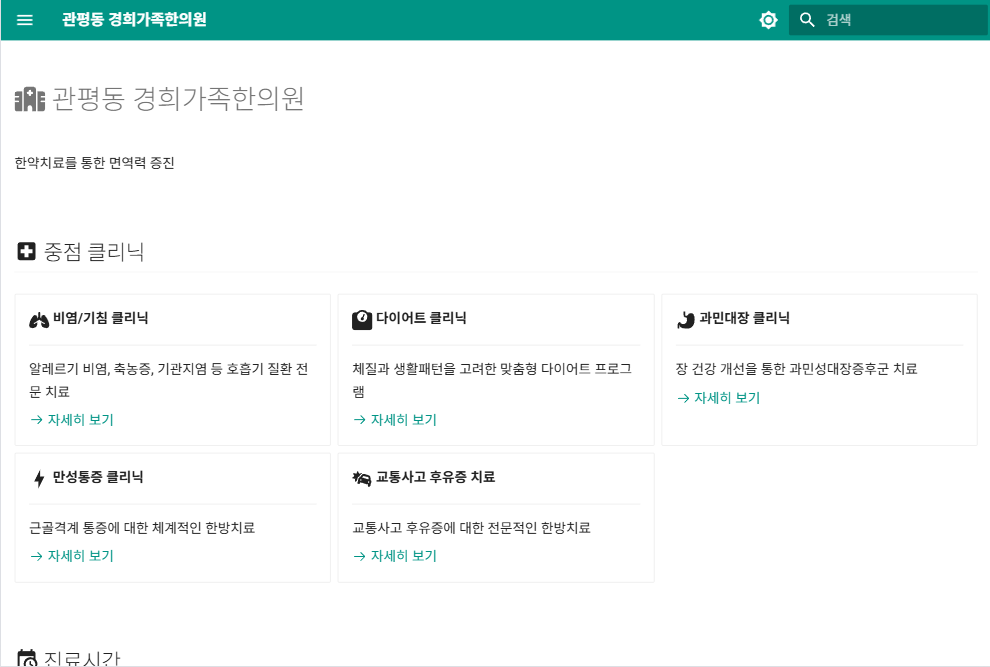 관평동 경희가족한의원
검색
관평동 경희가족한의원
한약치료를 통한 면역력 증진
중점 클리닉
비염/기침 클리닉
알레르기 비염, 축농증, 기관지염 등 호흡기 질환 전
문 치료
→ 자세히 보기
다이어트 클리닉
체질과 생활패턴을 고려한 맞춤형 다이어트 프로그
램
→ 자세히 보기
과민대장 클리닉
장 건강 개선을 통한 과민성대장증후군 치료
→ 자세히 보기
만성통증 클리닉
근골격계 통증에 대한 체계적인 한방치료
→ 자세히 보기
교통사고 후유증 치료
교통사고 후유증에 대한 전문적인 한방치료
→ 자세히 보기
진료시간